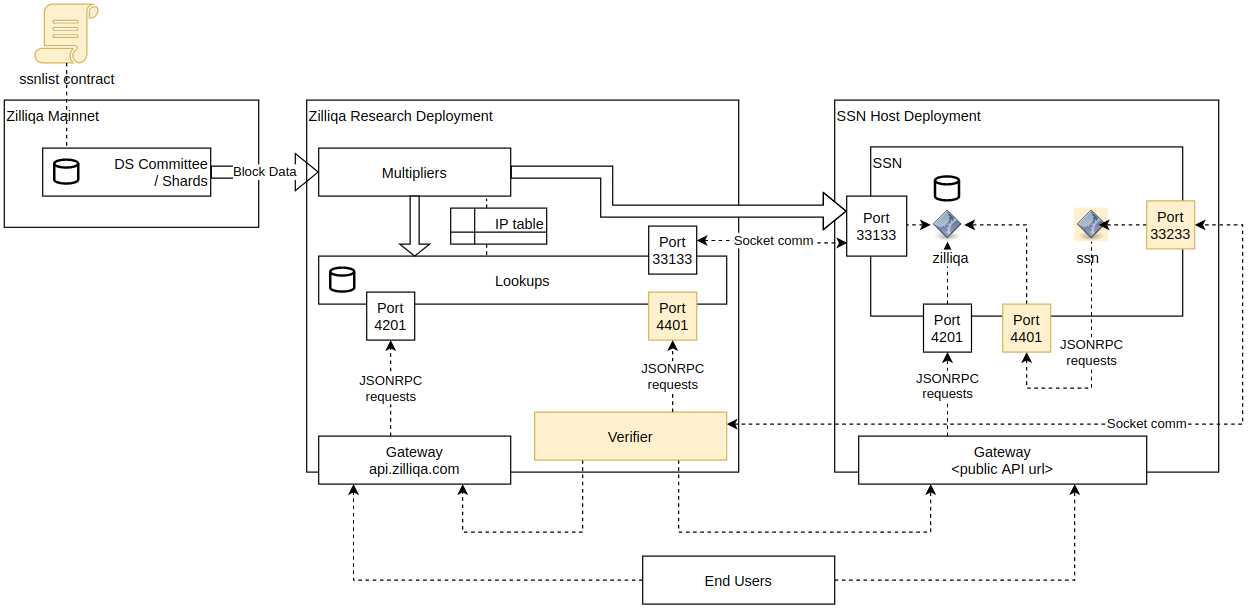 ssnlist contract
Zilliqa Mainnet
DS Committee
/ Shards
Block Data
Zilliqa Research Deployment
Multipliers
IP table
Port
33133
Socket comm
Lookups
Port
4201
Port
4401
JSONRPC
requests
JSONRPC
requests
Verifier
Gateway
api.zilliqa.com
SSN Host Deployment
SSN
Port
33133
zilliqa
ssn
Port
33233
Port
4201
Port
4401
JSONRPC
requests
JSONRPC
requests
Socket comm
Gateway
<public API url>
End Users